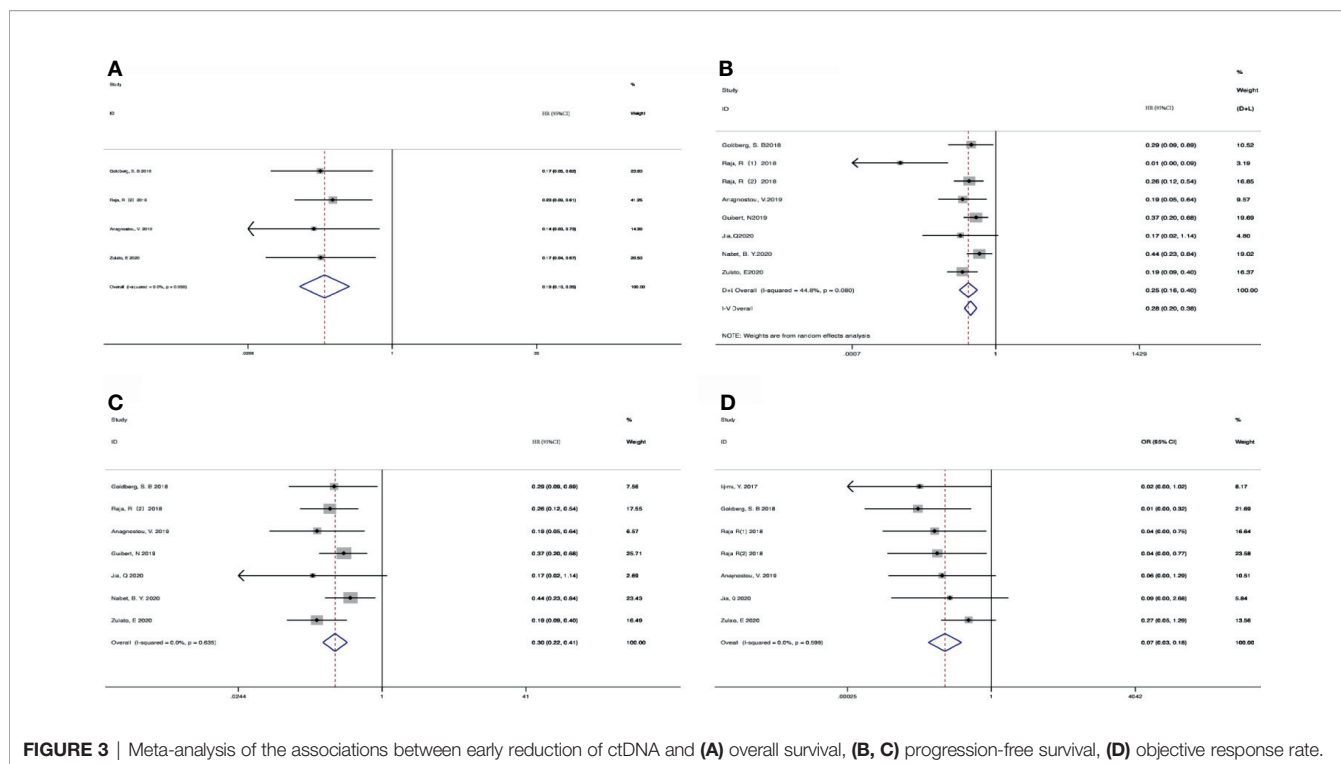 A
Study %
ID HR (95%CI) Weight
Goldberg, S. B 2018 0.17
Raja, R (2) 2018
Anagnostou, V. 2019
Zulato, E 2020 0.17
Overall (I-squared = 0.0%, 100.00
1
B
%
Study Weight
ID HR (95%CI) (D+L)
Goldberg, S. B2018 0.29 (0.09, 0.89) 10.52
Raja, R (1) 2018 0.01 (0.00, 0.09) 3.19
Raja, R (2) 2018 0.26 (0.12, 0.54) 16.85
Anagnostou, V.2019 0.19 (0.05, 0.64) 9.57
Guibert, N2019 0.37 (0.20, 0.68) 19.69
Jia, Q2020 0.17 (0.02, 1.14) 4.80
Nabet, B. Y.2020 0.44 (0.23, 0.84) 19.02
Zulato, E2020 0.19 (0.09, 0.40) 16.37
D+L Overall (I-squared = 44.8%, p = 0.080) 0.25 (0.16, 0.40) 100.00
I-V Overall 0.28 (0.20, 0.38)
NOTE: Weights are from random effects analysis
.0007 1 1429
C
Study %
ID HR (95%CI) Weight
Goldberg, S. B 2018 0.29 (0.09, 0.89) 7.58
Raja, R (2) 2018 0.26 (0.12, 0.54) 17.55
Anagnostou, V. 2019 0.19 (0.05, 0.64) 6.57
Guibert, N 2019 0.37 (0.20, 0.68) 25.71
Jia, Q 2020 0.17 (0.02, 1.14) 2.69
Nabet, B. Y. 2020 0.44 (0.23, 0.84) 23.43
Zulato, E 2020 0.19 (0.09, 0.40) 16.49
Overall (I-squared = 0.0%, p = 0.635) 0.30 (0.22, 0.41) 100.00
.0244 1 41
D
Study %
ID OR (95% CI) Weight
Iijima, Y. 2017 0.02 (0.00, 1.02) 8.17
Goldberg, S. B 2018 0.01 (0.00, 0.32) 21.69
Raja R(1) 2018 0.04 (0.00, 0.75) 16.64
Raja R(2) 2018 0.04 (0.00, 0.77) 23.58
Anagnostou, V. 2019 0.06 (0.00, 1.29) 10.51
Jia, Q 2020 0.09 5.84
Zulato, E 2020 0.27 (0.05, 1.29) 13.56
Overall (I-squared = 0.0%, p = 0.599) 0.07 (0.03, 0.18) 100.00
.00025 1 4042
FIGURE 3 | Meta-analysis of the associations between early reduction of ctDNA and (A) overall survival, (B, C) progression-free survival, (D) objective response rate.